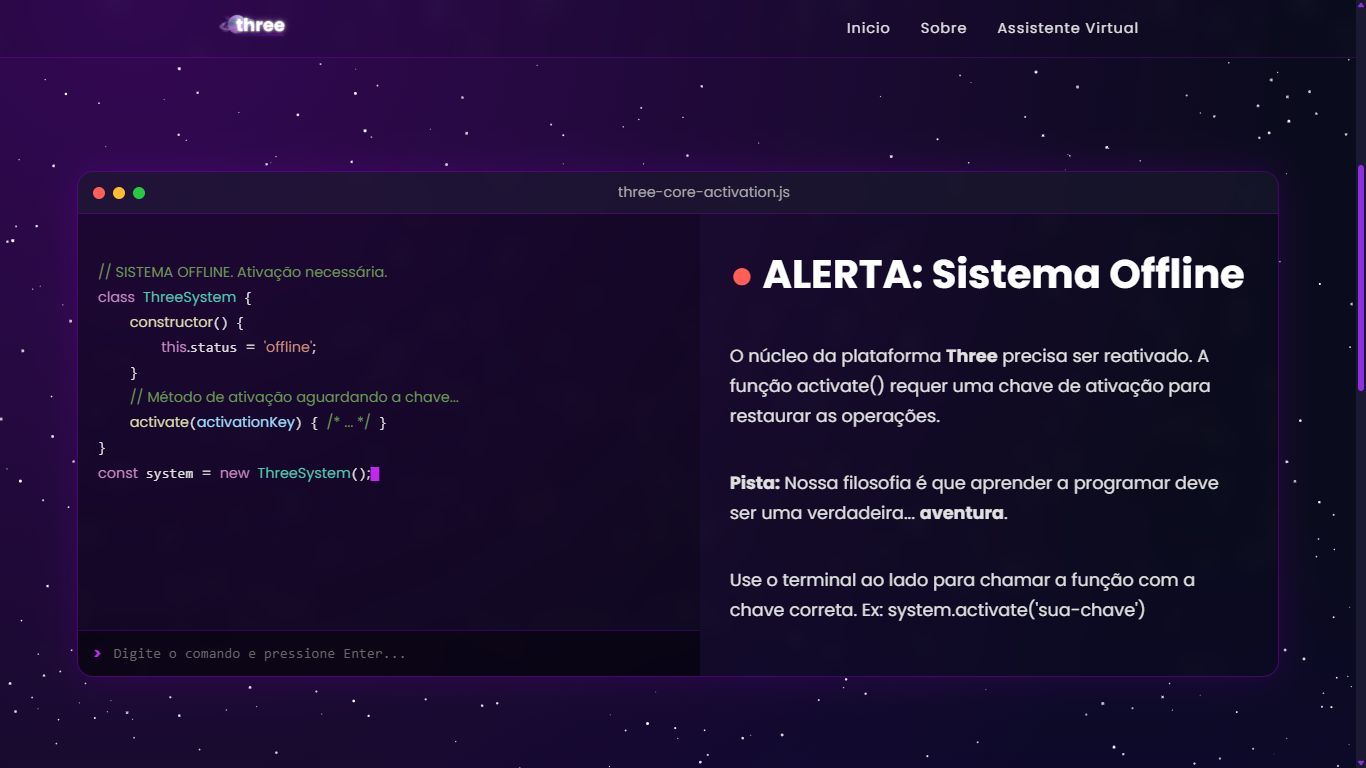 three
Inicio Sobre Assistente Virtual
three-core-activation.js
// SISTEMA OFFLINE. Ativação necessária.
class ThreeSystem {
constructor() {
this.status = 'offline';
}
// Método de ativação aguardando a chave...
activate(activationKey) { /* ... */ }
}
const system = new ThreeSystem();
> Digite o comando e pressione Enter...
ALERTA: Sistema Offline
O núcleo da plataforma Three precisa ser reativado. A
função activate() requer uma chave de ativação para
restaurar as operações.
Pista: Nossa filosofia é que aprender a programar deve
ser uma verdadeira... aventura.
Use o terminal ao lado para chamar a função com a
chave correta. Ex: system.activate('sua-chave')